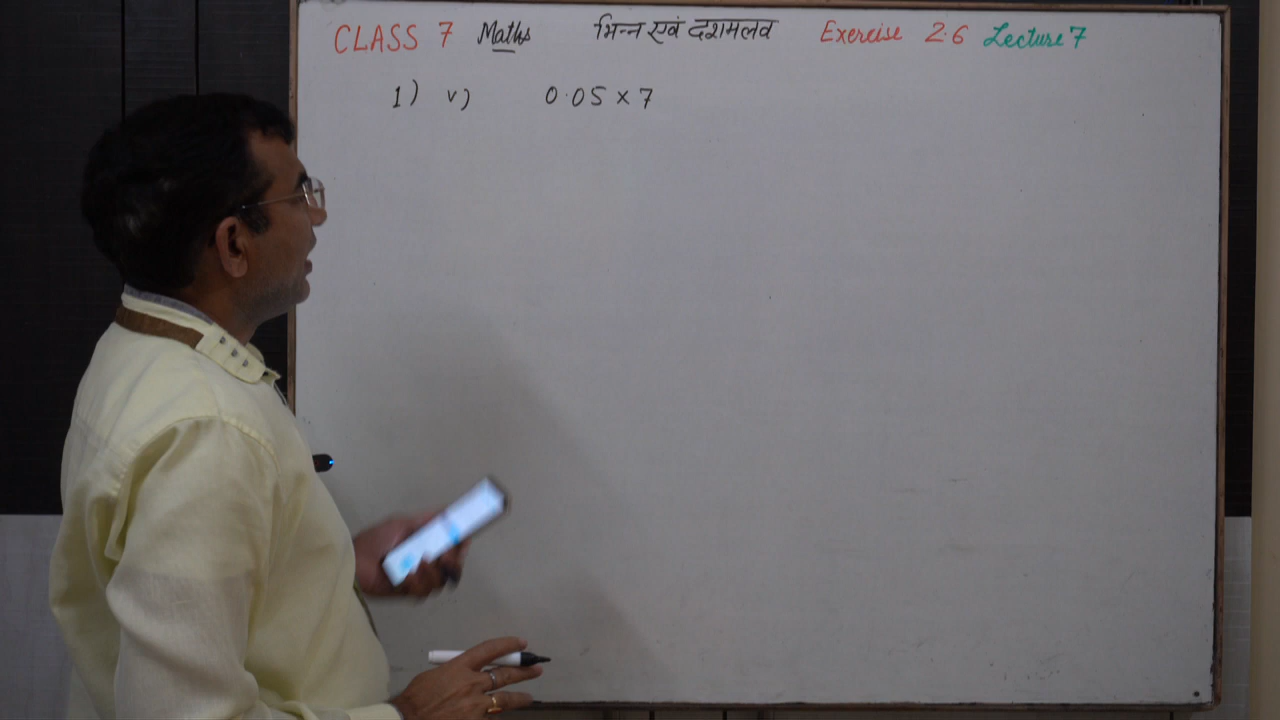 CLASS 7 Maths भिन्न एवं दशमलव Exercise 2.6 Lecture 7
1) v) 0.05 × 7